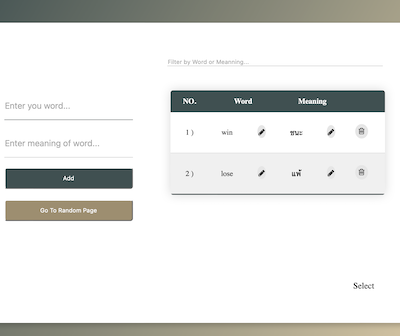 Filter by Word or Meanning...
Enter you word...
Enter meaning of word...
Add
Go To Random Page
NO. Word Meaning
1 ) win ชนะ
2 ) lose แพ้
Select